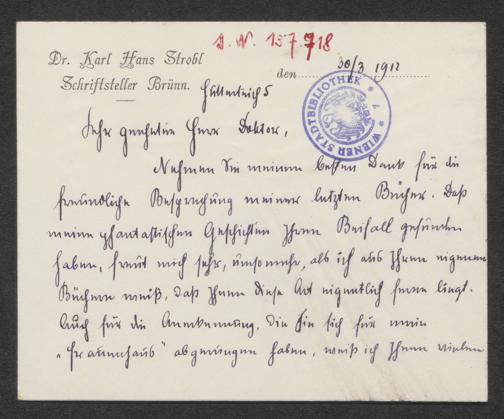 J. N. 157718
Dr. Karl Hans Strobl
Schriftsteller Brünn.
den 30/3 1912
WIENER STADTBIBLIOTHEK
Sehr geehrter Herr Doktor,
Nehmen Sie meinen besten Dank für die
freundliche Besprechung meiner letzten Bücher. Daß
meine phantastischen Geschichten Ihren Beifall gefunden
haben, freut mich sehr, umsomehr, als ich aus Ihren eigenen
Büchern weiß, daß Ihnen diese Art eigentlich ferne liegt.
Auch für die Anerkennung, die Sie sich für mein
„Frauenhaus" abgerungen haben, weiß ich Ihnen vielen